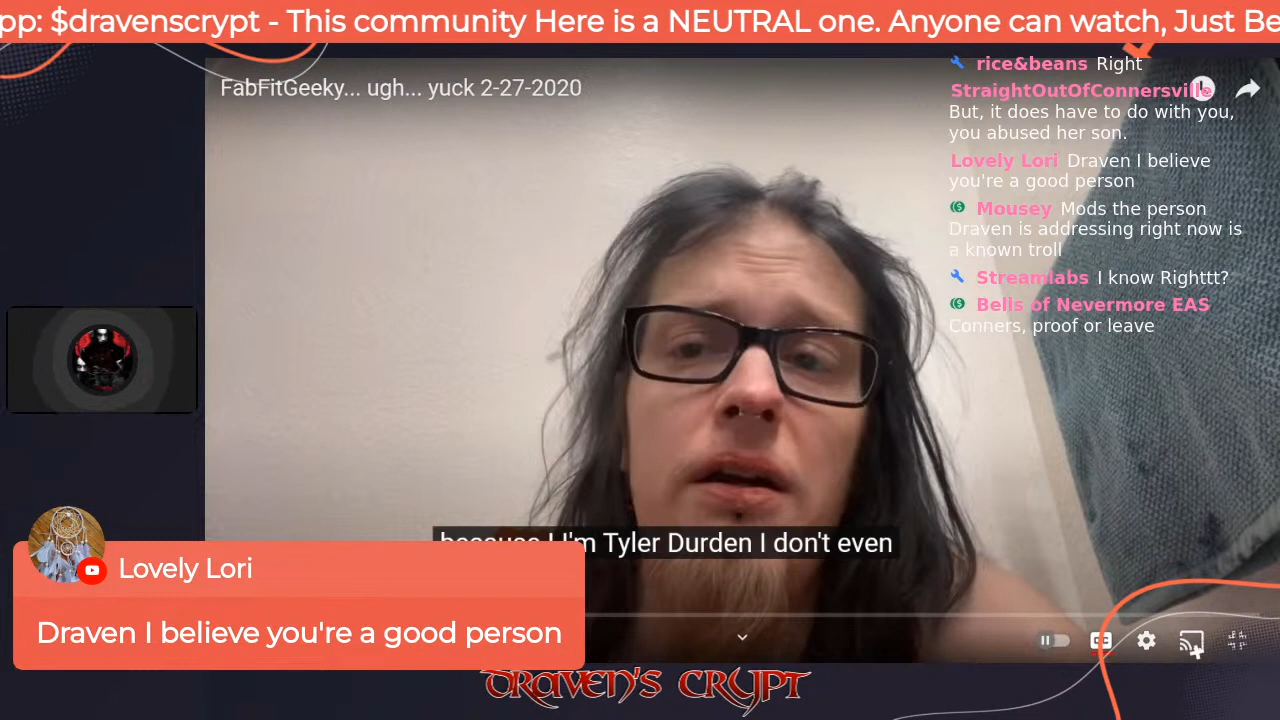 pp: $dravenscrypt - This community Here is a NEUTRAL one. Anyone can watch, Just Be
FabFitGeeky... ugh... yuck 2-27-2020
rice&beans Right
StraightOutOfConnersville
But, it does have to do with you,
you abused her son.
Lovely Lori Draven I believe
you're a good person
Mousey Mods the person
Draven is addressing right now is
a known troll
Streamlabs I know Righttt?
Bells of Nevermore EAS
Conners, proof or leave
because I I'm Tyler Durden I don't even
Lovely Lori
Draven I believe you're a good person
CC
DRAVEN'S CRYPT